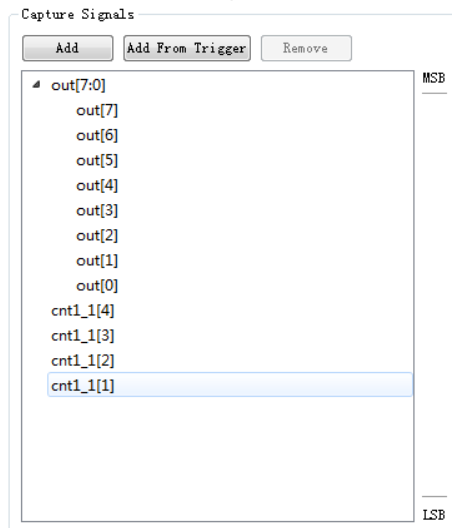 Capture Signals
Add Add From Trigger Remove
out[7:0] MSB
out[7]
out[6]
out[5]
out[4]
out[3]
out[2]
out[1]
out[0]
cnt1_1[4]
cnt1_1[3]
cnt1_1[2]
cnt1_1[1]
LSB